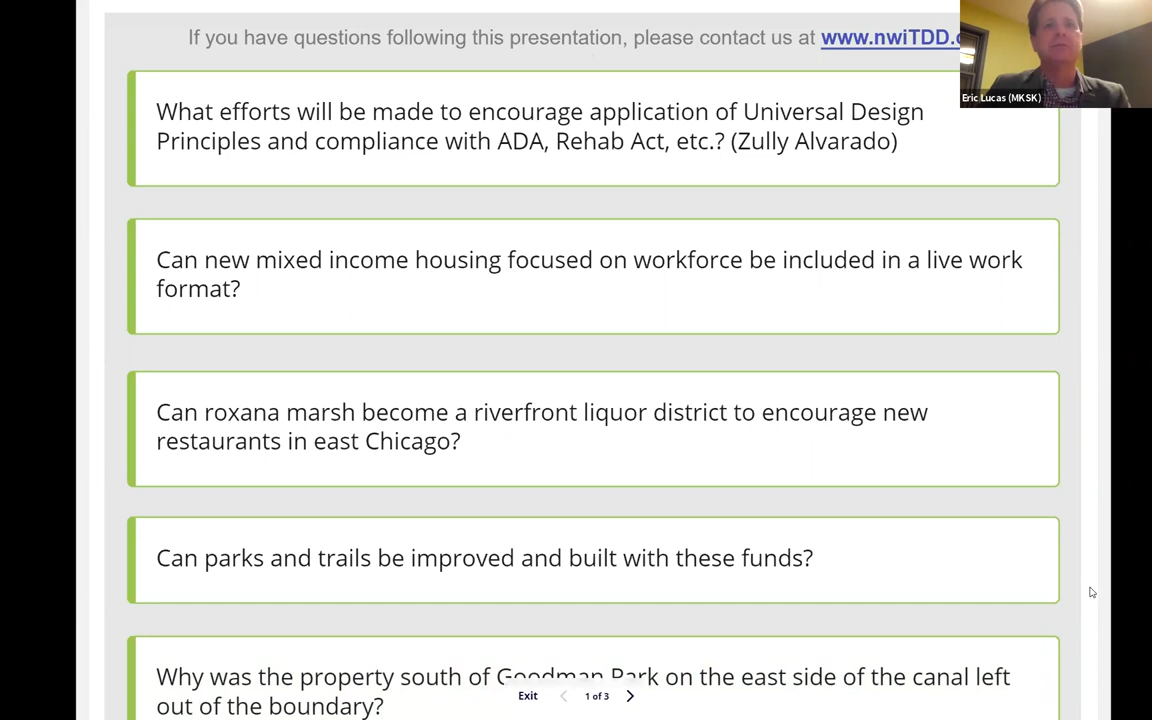 If you have questions following this presentation, please contact us at www.nwiTDD.
Eric Lucas (MKSK)
What efforts will be made to encourage application of Universal Design
Principles and compliance with ADA, Rehab Act, etc.? (Zully Alvarado)
Can new mixed income housing focused on workforce be included in a live work
format?
Can roxana marsh become a riverfront liquor district to encourage new
restaurants in east Chicago?
Can parks and trails be improved and built with these funds?
Why was the property south of Goodman Park on the east side of the canal left
out of the boundary?
Exit
1 of 3